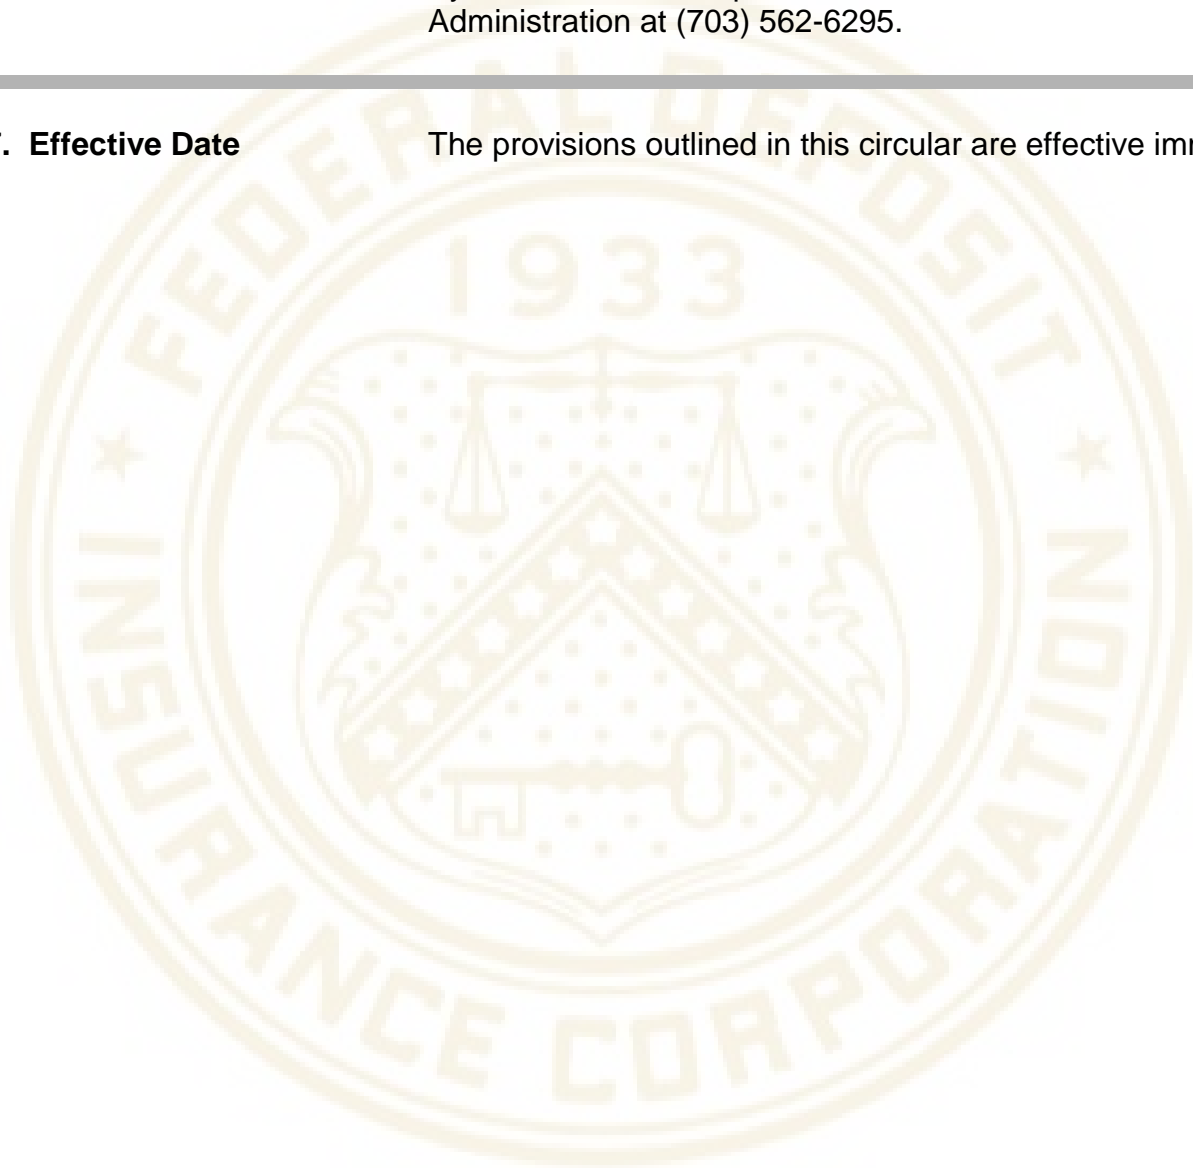 Administration at (703) 562-6295.
. Effective Date The provisions outlined in this circular are effective
FEDERAL DEPOSIT INSURANCE CORPORATION
1933